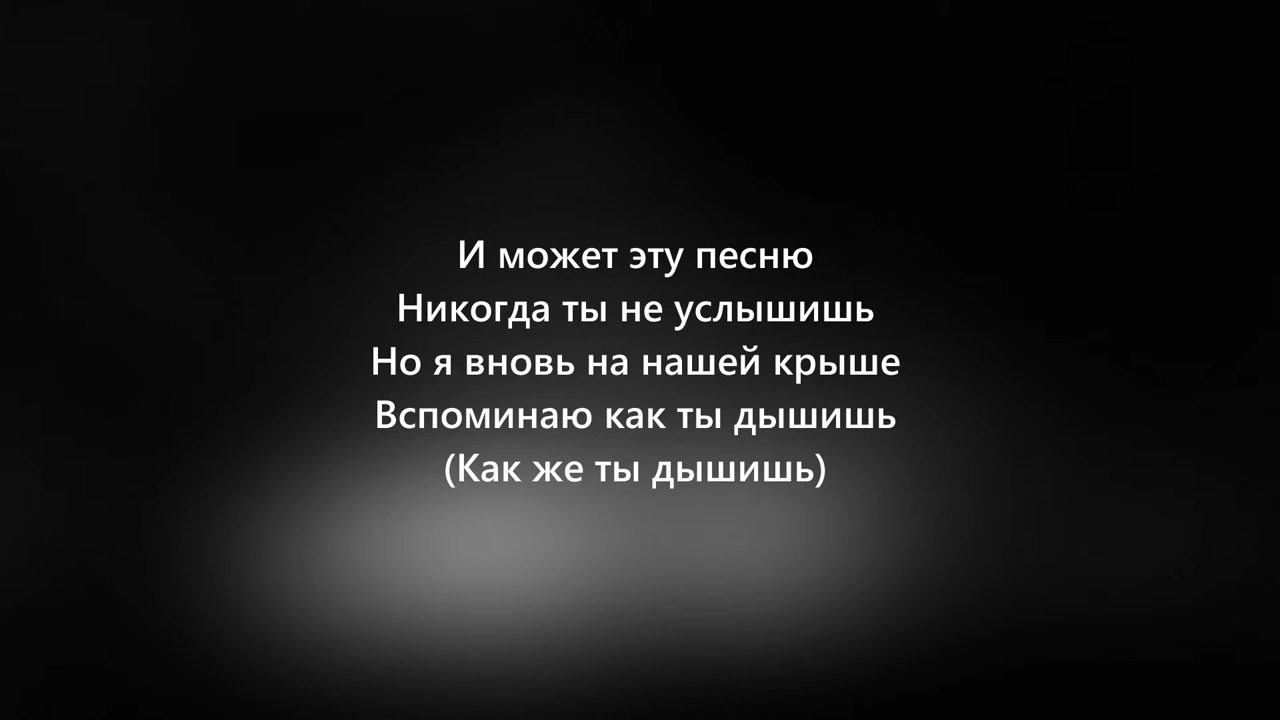 И может эту песню
Никогда ты не услышишь
Но я вновь на нашей крыше
Вспоминаю как ты дышишь
(Как же ты дышишь)